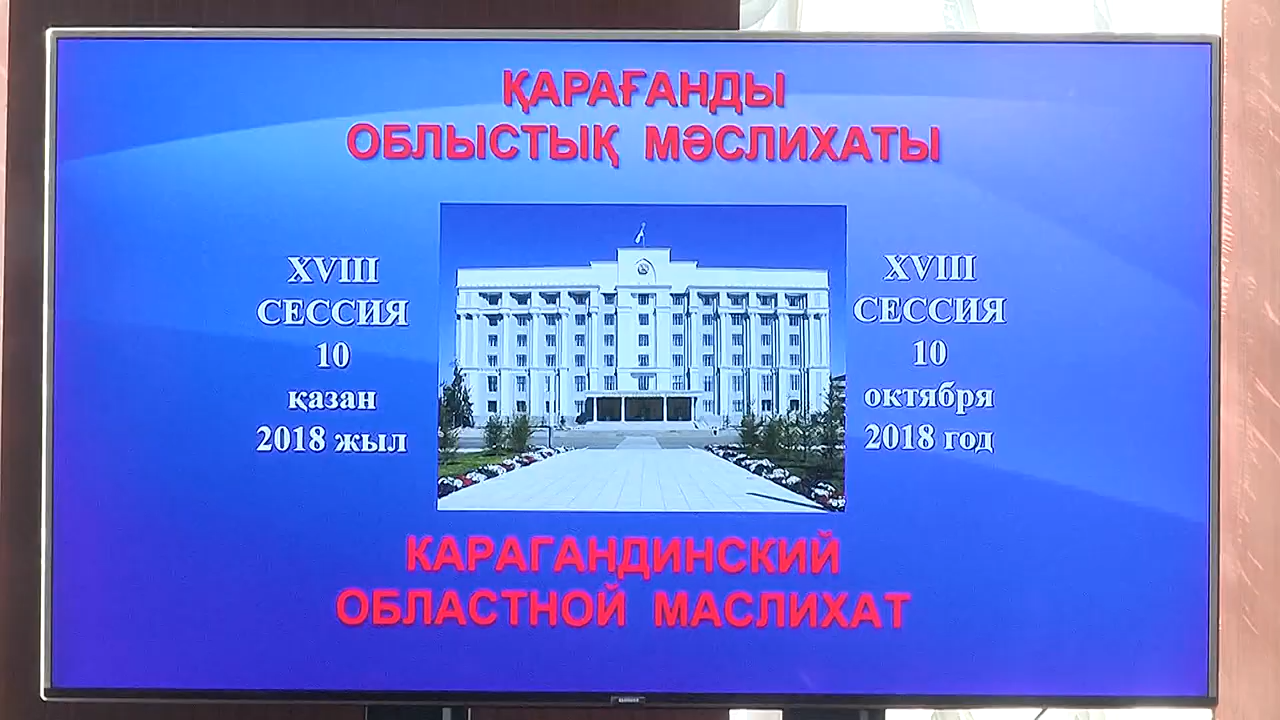 ҚАРАҒАНДЫ
ОБЛЫСТЫҚ МӘСЛИХАТЫ
XVIII
СЕССИЯ
10
қазан
2018 жыл
XVIII
СЕССИЯ
10
октября
2018 год
КАРАГАНДИНСКИЙ
ОБЛАСТНОЙ МАСЛИХАТ